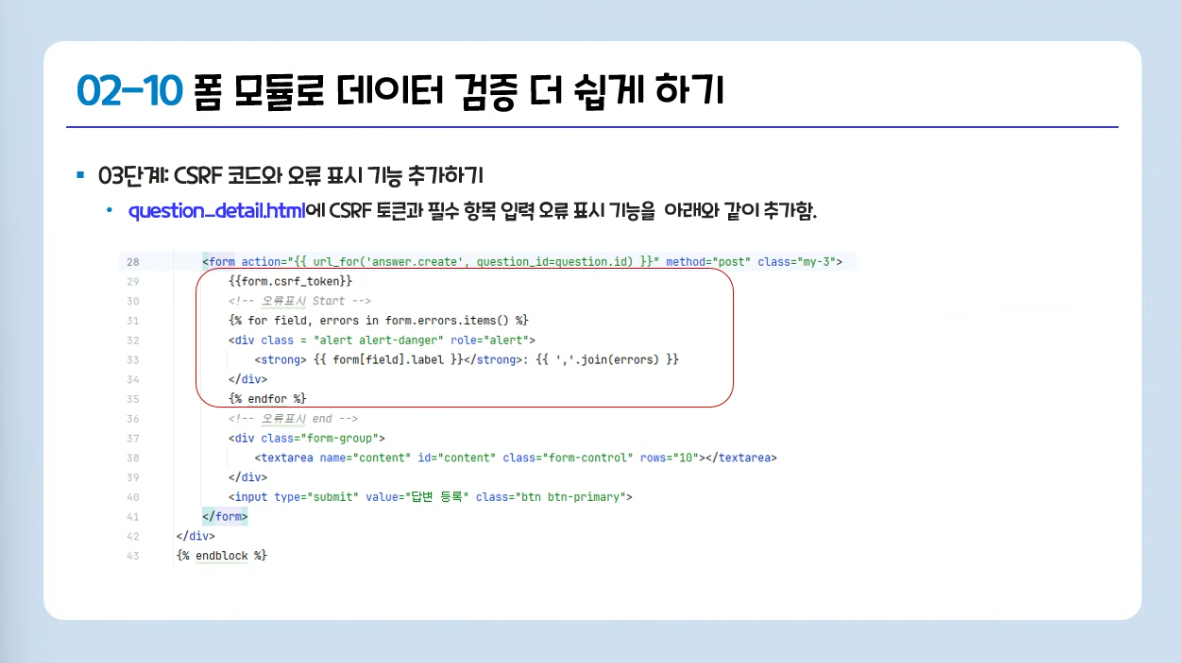 02-10 폼 모듈로 데이터 검증 더 쉽게 하기
03단계: CSRF 코드와 오류 표시 기능 추가하기
question_detail.html에 CSRF 토큰과 필수 항목 입력 오류 표시 기능을 아래와 같이 추가함.
28 <form action="{{ url_for('answer.create', question_id=question.id) }}" method="post" class="my-3">
29 {{form.csrf_token}}
30 <!-- 오류표시 Start -->
31 {% for field, errors in form.errors.items() %}
32 <div class = "alert alert-danger" role="alert">
33 <strong> {{ form[field].label }}</strong>: {{ ','.join(errors) }}
34 </div>
35 {% endfor %}
36 <!-- 오류표시 end -->
37 <div class="form-group">
38 <textarea name="content" id="content" class="form-control" rows="10"></textarea>
39 </div>
40 <input type="submit" value="답변 등록" class="btn btn-primary">
41 </form>
42 </div>
43 {% endblock %}